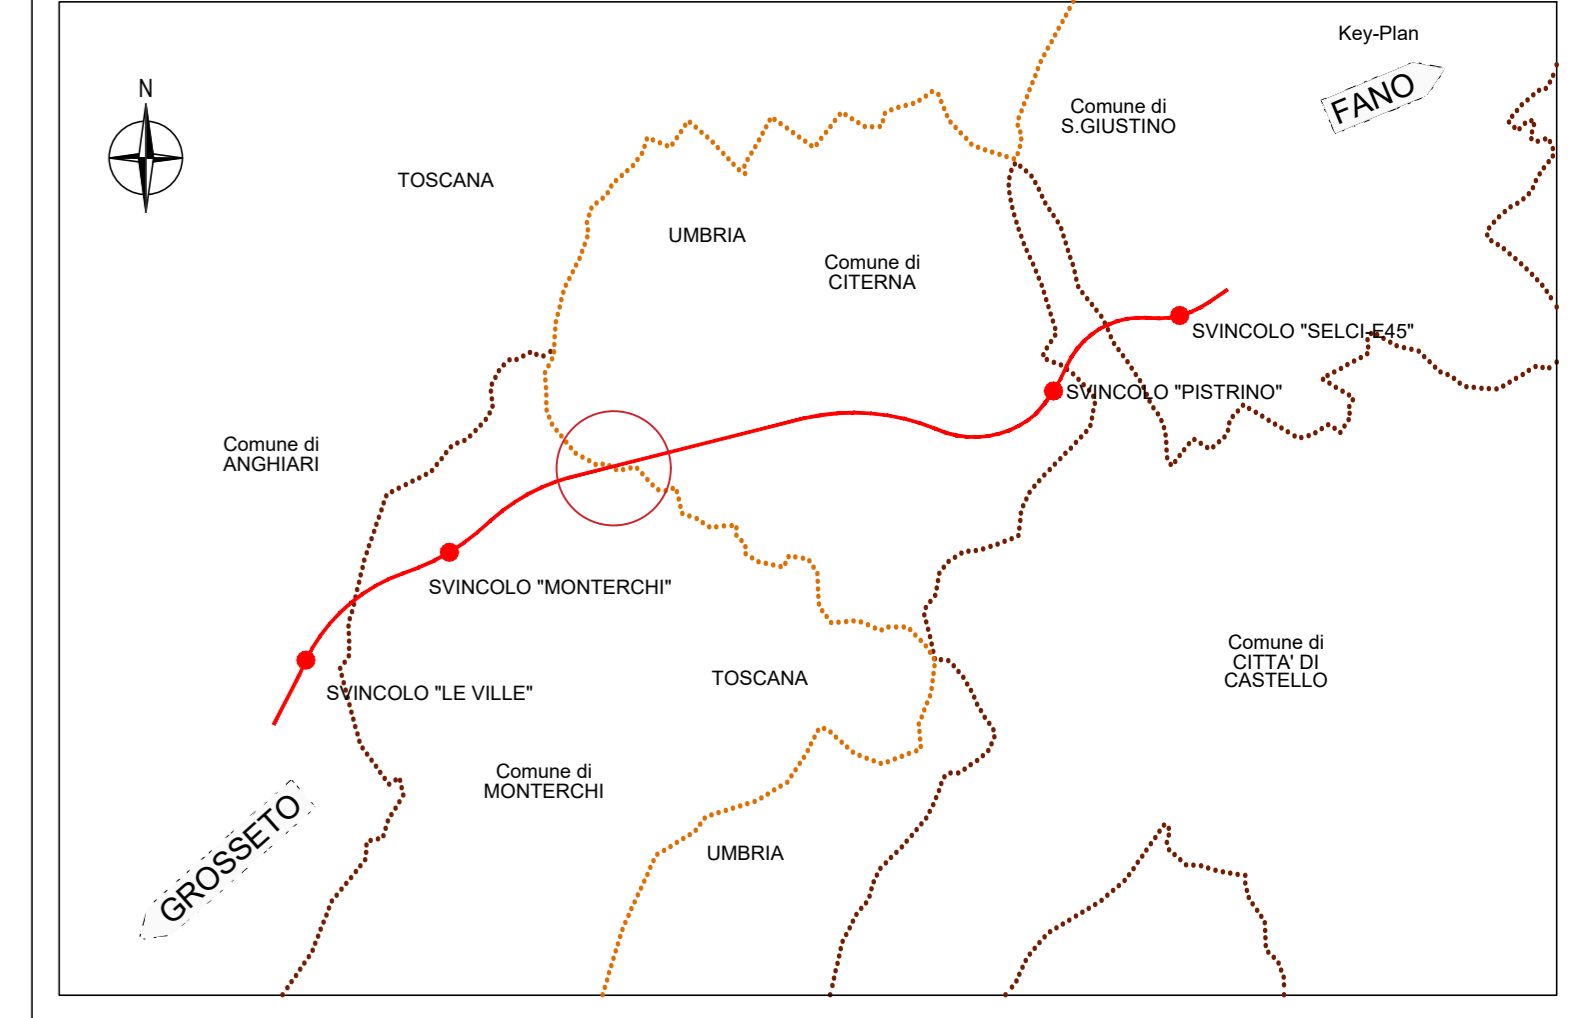 Key-Plan
FANO
N
Comune di
S.GIUSTINO
TOSCANA
UMBRIA
Comune di
CITERNA
SVINCOLO "SELCI-E45"
SVINCOLO "PISTRINO"
Comune di
ANGHIARI
SVINCOLO "MONTERCHI"
Comune di
CITTA' DI
CASTELLO
TOSCANA
SVINCOLO "LE VILLE"
Comune di
MONTERCHI
GROSSETO
UMBRIA